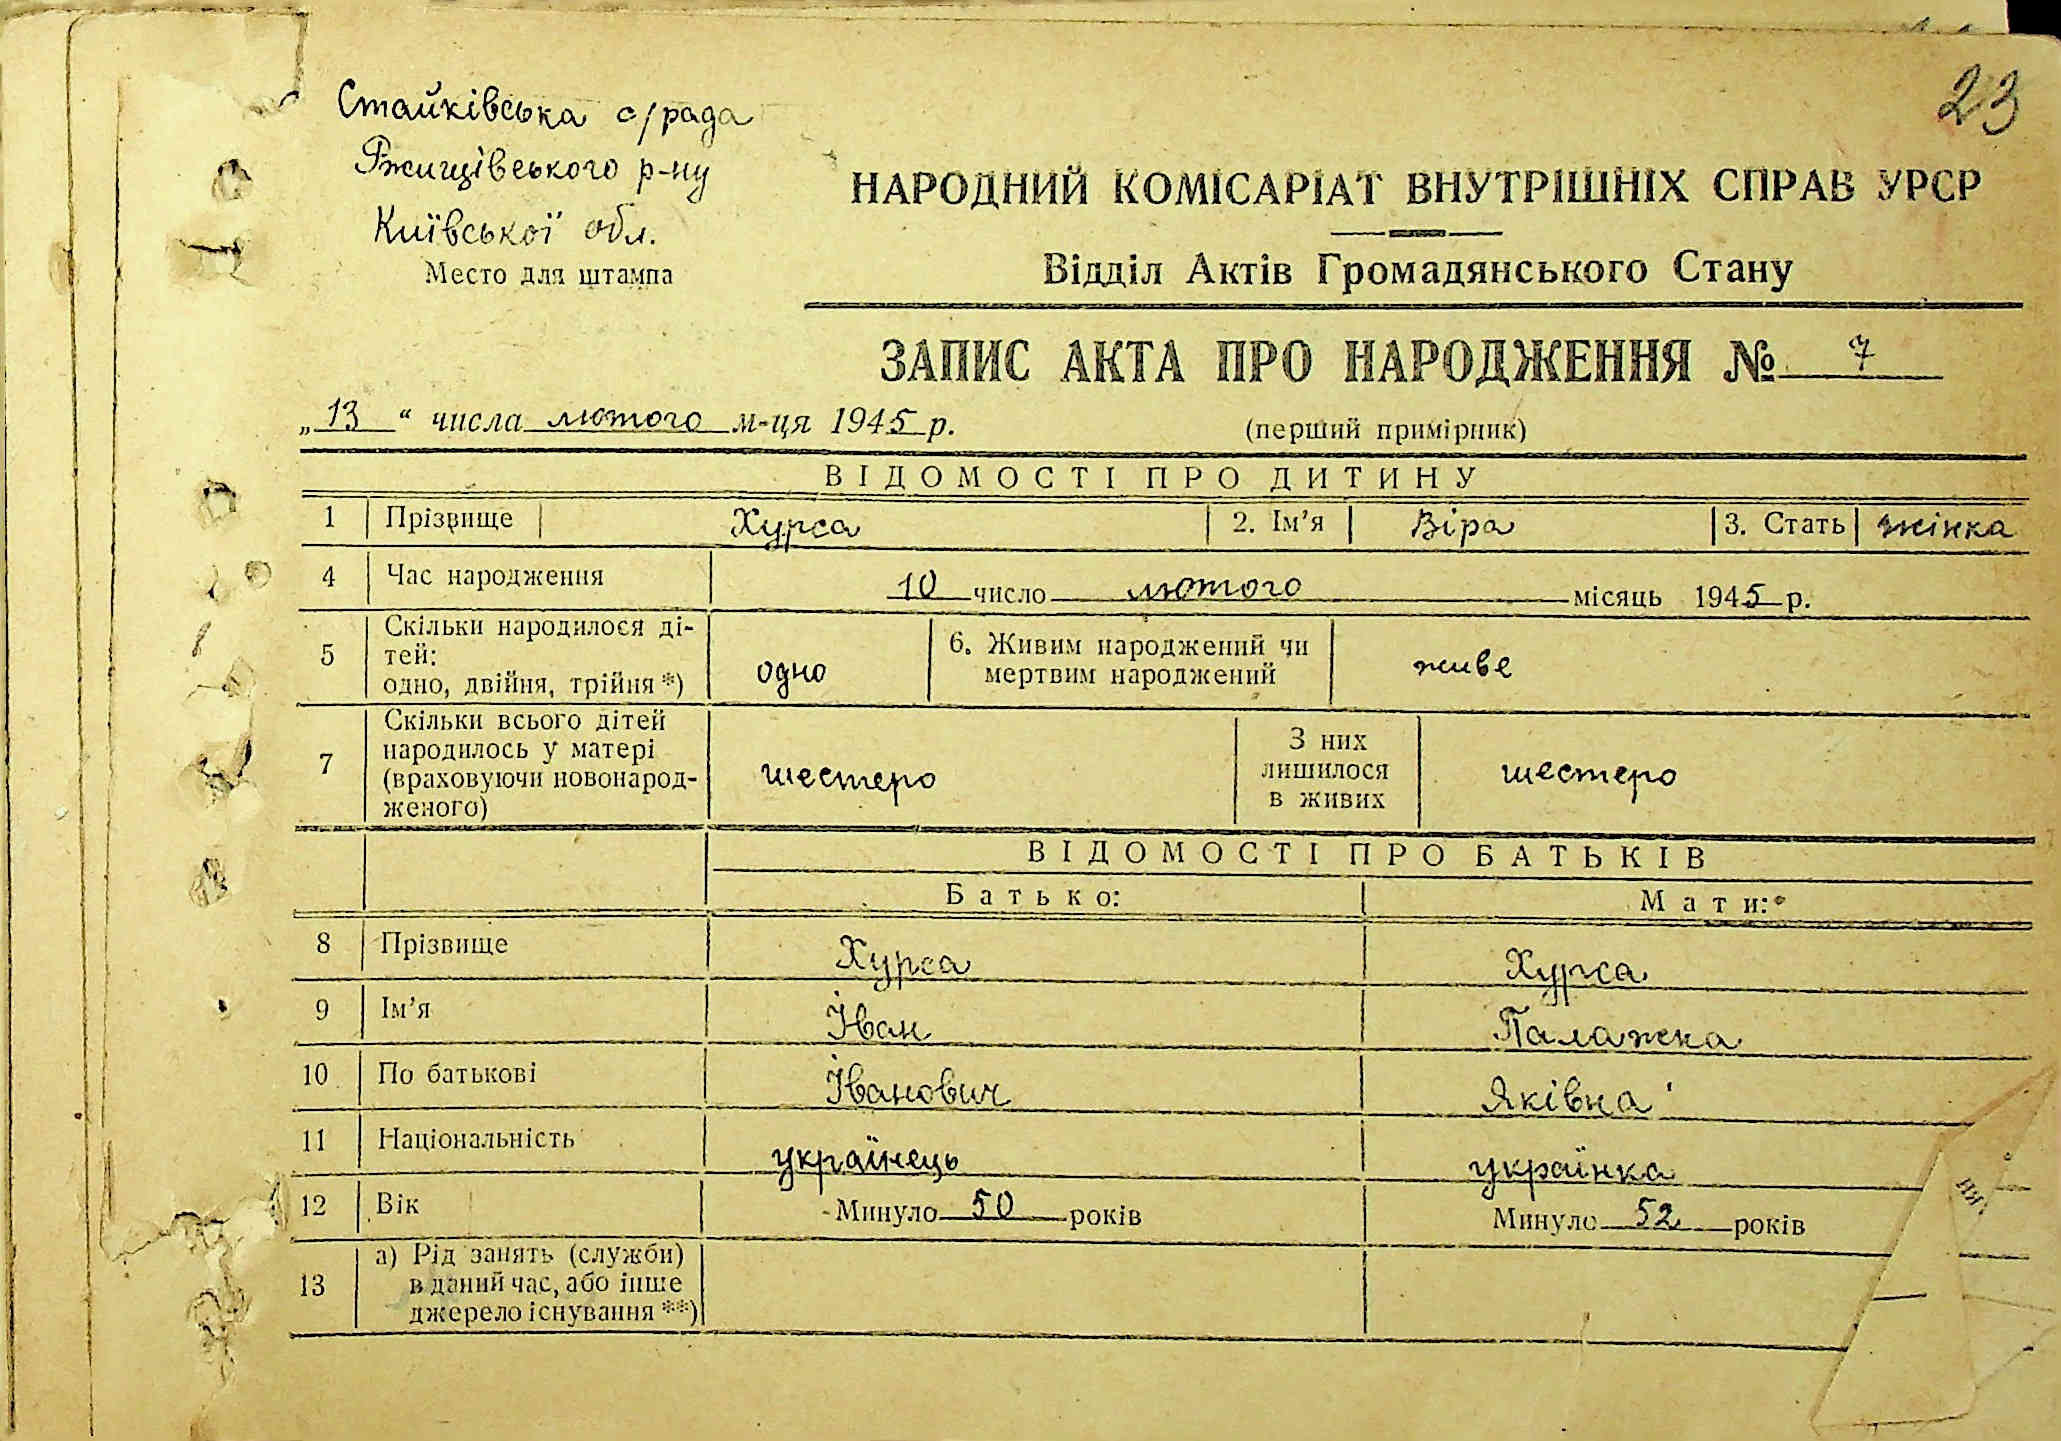 23
Стайківська с/рада
Ржищівського р-ну
Київської обл.
Место для штампа
НАРОДНИЙ КОМІСАРІАТ ВНУТРІШНІХ СПРАВ УРСР
Відділ Актів Громадянського Стану
ЗАПИС АКТА ПРО НАРОДЖЕННЯ № 7
„13“ числа лютого м-ця 1945 р.
(перший примірник)
ВІДОМОСТІ ПРО ДИТИНУ
1 Прізвище Хурса 2. Ім’я Віра 3. Стать жінка
4 Час народження 10 число лютого місяць 1945 р.
5 Скільки народилося ді-
тей:
одно, двійня, трійня *) одно
6. Живим народжений чи
мертвим народжений живе
7 Скільки всього дітей
народилось у матері
(враховуючи новонарод-
женого) шестеро
З них
лишилося
в живих шестеро
ВІДОМОСТІ ПРО БАТЬКІВ
Батько: Мати:
8 Прізвище Хурса Хурса
9 Ім’я Іван Палажка
10 По батькові Іванович Яківна
11 Національність українець українка
12 Вік Минуло 50 років Минуло 52 років
13 а) Рід занять (служби)
в даний час, або інше
джерело існування **)